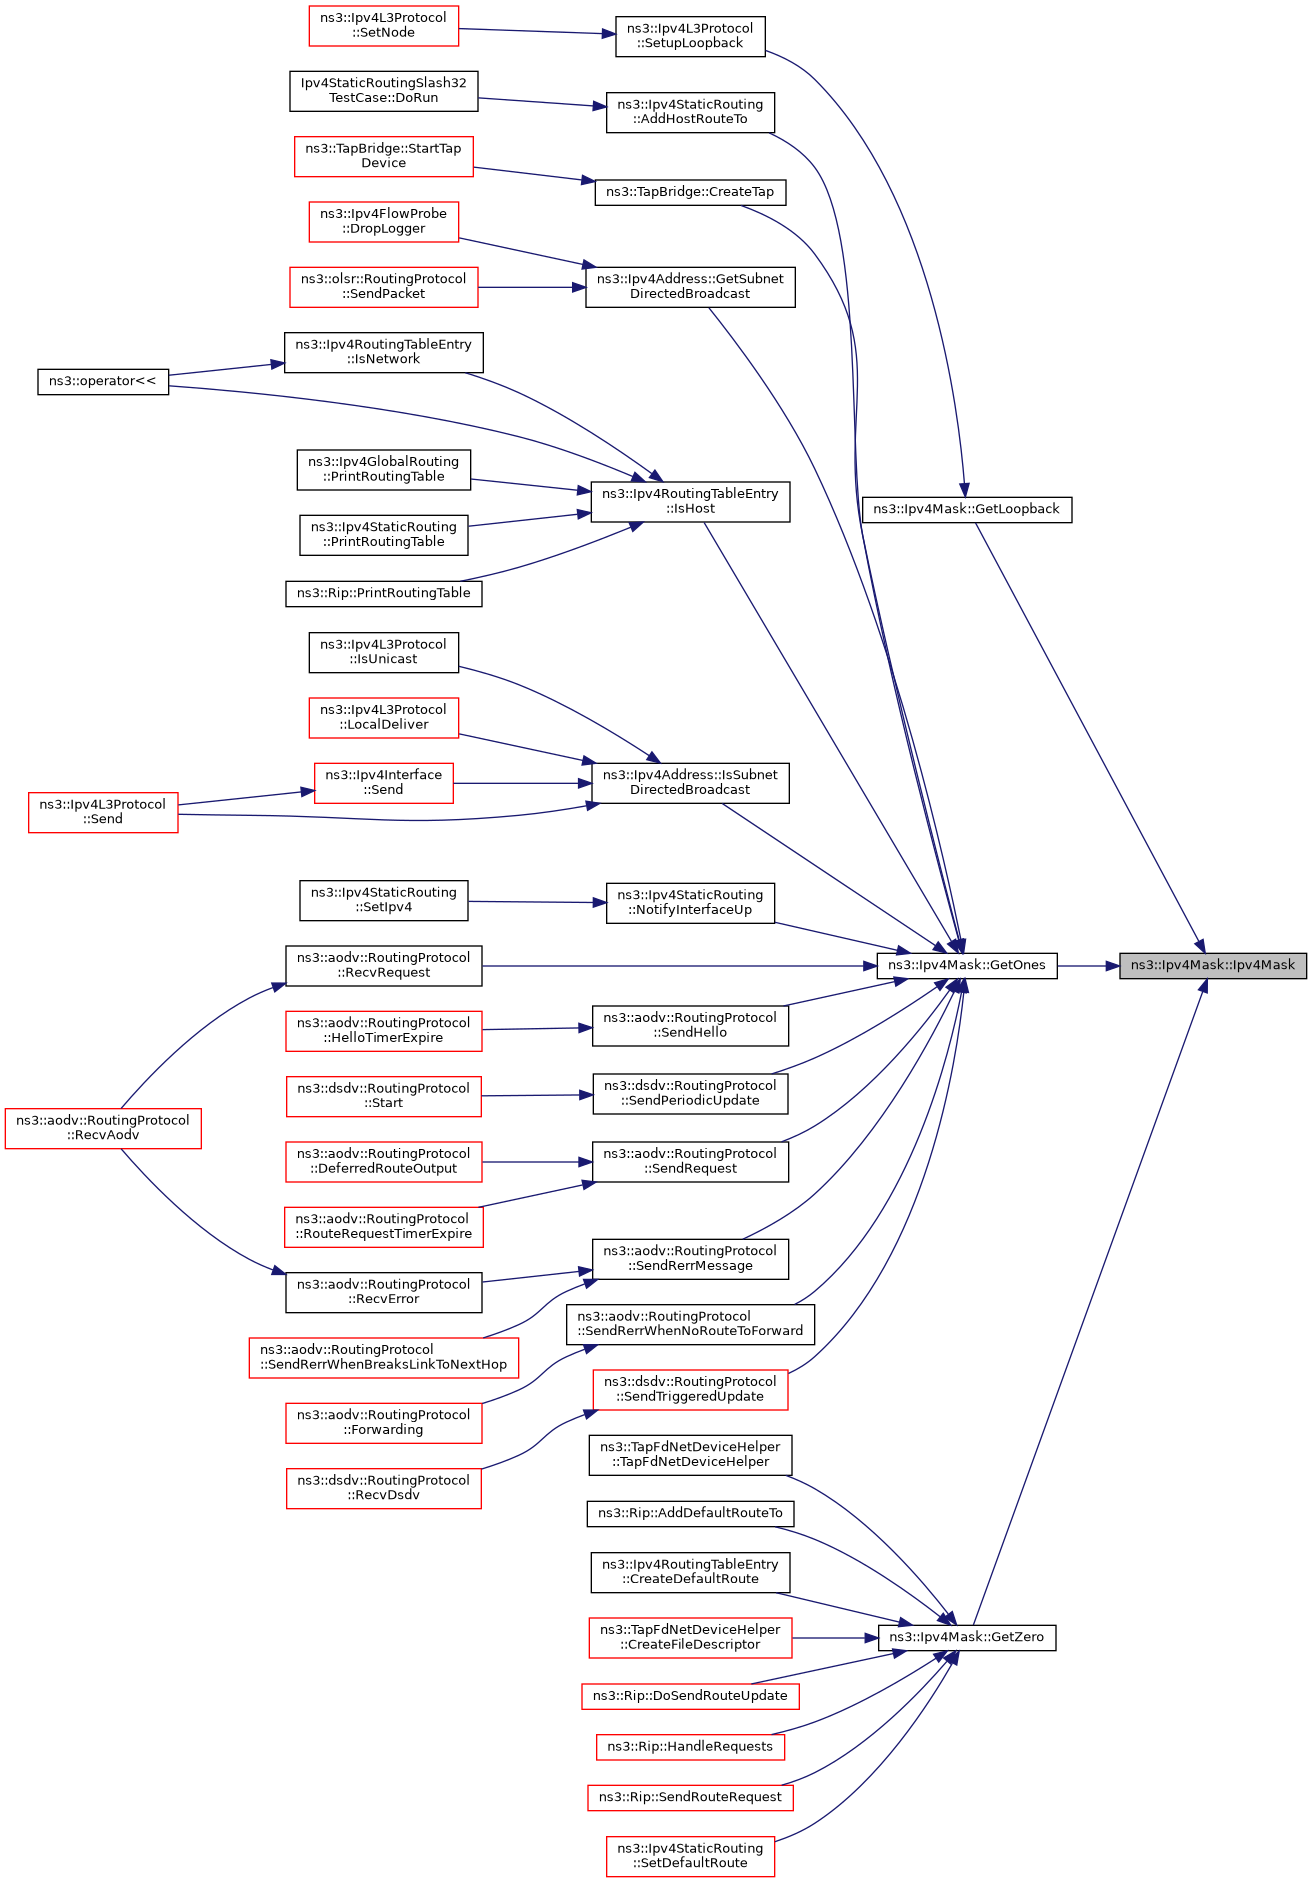 ns3::Ipv4L3Protocol
::SetNode
ns3::Ipv4L3Protocol
::SetupLoopback
Ipv4StaticRoutingSlash32
TestCase::DoRun
ns3::Ipv4StaticRouting
::AddHostRouteTo
ns3::TapBridge::StartTap
Device
ns3::TapBridge::CreateTap
ns3::Ipv4FlowProbe
::DropLogger
ns3::olsr::RoutingProtocol
::SendPacket
ns3::Ipv4Address::GetSubnet
DirectedBroadcast
ns3::Ipv4RoutingTableEntry
::IsNetwork
ns3::operator<<
ns3::Ipv4GlobalRouting
::PrintRoutingTable
ns3::Ipv4StaticRouting
::PrintRoutingTable
ns3::Rip::PrintRoutingTable
ns3::Ipv4RoutingTableEntry
::IsHost
ns3::Ipv4Mask::GetLoopback
ns3::Ipv4L3Protocol
::IsUnicast
ns3::Ipv4L3Protocol
::LocalDeliver
ns3::Ipv4Interface
::Send
ns3::Ipv4L3Protocol
::Send
ns3::Ipv4Address::IsSubnet
DirectedBroadcast
ns3::Ipv4StaticRouting
::SetIpv4
ns3::Ipv4StaticRouting
::NotifyInterfaceUp
ns3::aodv::RoutingProtocol
::RecvRequest
ns3::Ipv4Mask::GetOnes
ns3::Ipv4Mask::Ipv4Mask
ns3::aodv::RoutingProtocol
::HelloTimerExpire
ns3::aodv::RoutingProtocol
::SendHello
ns3::dsdv::RoutingProtocol
::Start
ns3::dsdv::RoutingProtocol
::SendPeriodicUpdate
ns3::aodv::RoutingProtocol
::RecvAodv
ns3::aodv::RoutingProtocol
::DeferredRouteOutput
ns3::aodv::RoutingProtocol
::SendRequest
ns3::aodv::RoutingProtocol
::RouteRequestTimerExpire
ns3::aodv::RoutingProtocol
::RecvError
ns3::aodv::RoutingProtocol
::SendRerrMessage
ns3::aodv::RoutingProtocol
::SendRerrWhenBreaksLinkToNextHop
ns3::aodv::RoutingProtocol
::SendRerrWhenNoRouteToForward
ns3::aodv::RoutingProtocol
::Forwarding
ns3::dsdv::RoutingProtocol
::SendTriggeredUpdate
ns3::dsdv::RoutingProtocol
::RecvDsdv
ns3::TapFdNetDeviceHelper
::TapFdNetDeviceHelper
ns3::Rip::AddDefaultRouteTo
ns3::Ipv4RoutingTableEntry
::CreateDefaultRoute
ns3::TapFdNetDeviceHelper
::CreateFileDescriptor
ns3::Ipv4Mask::GetZero
ns3::Rip::DoSendRouteUpdate
ns3::Rip::HandleRequests
ns3::Rip::SendRouteRequest
ns3::Ipv4StaticRouting
::SetDefaultRoute